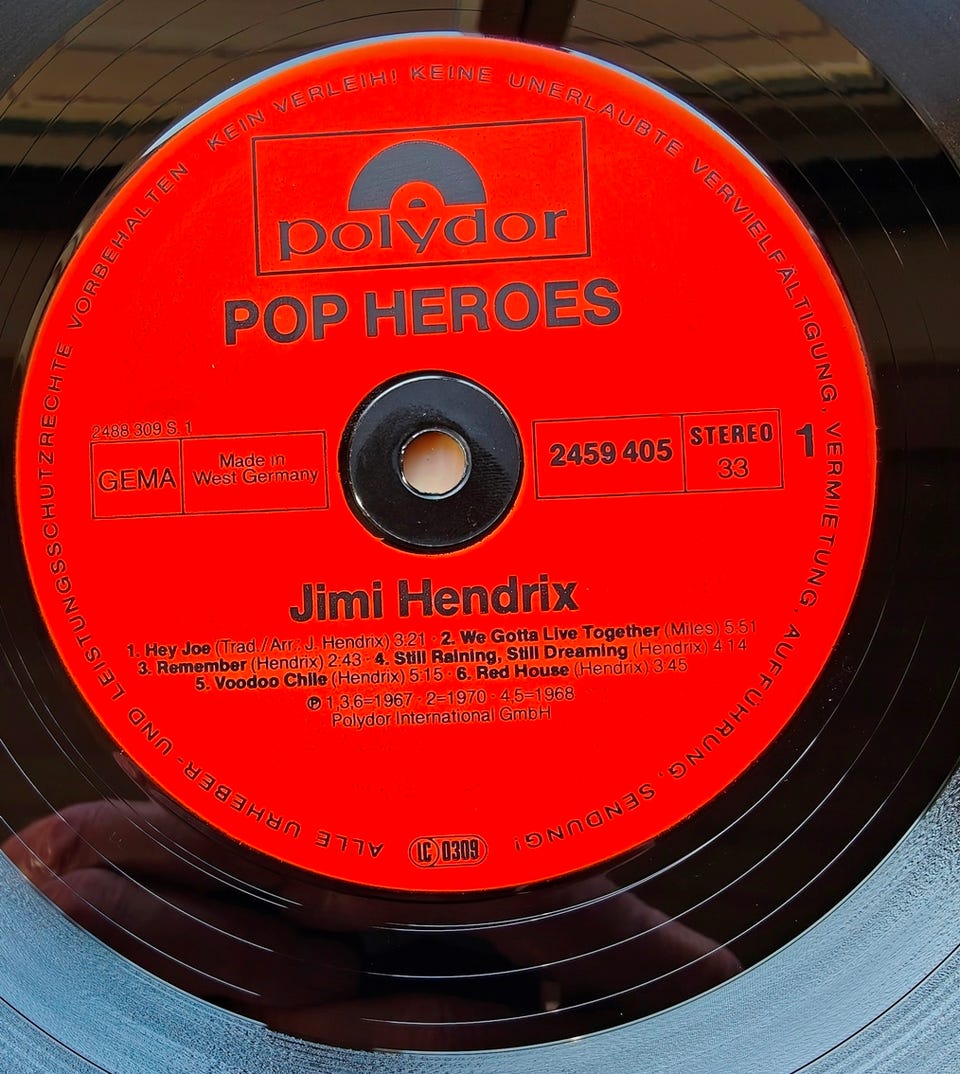 ALLE URHEBER- UND LEISTUNGSSCHUTZRECHTE VORBEHALTEN · KEIN VERLEIH! KEINE UNERLAUBTE VERVIELFÄLTIGUNG, VERMIETUNG, AUFFÜHRUNG, SENDUNG!
polydor
POP HEROES
2488 309 S. 1
GEMA
Made in
West Germany
2459 405
STEREO
33
1
Jimi Hendrix
1. Hey Joe (Trad./Arr.: J. Hendrix) 3:21 · 2. We Gotta Live Together (Miles) 5:51
3. Remember (Hendrix) 2:43 · 4. Still Raining, Still Dreaming (Hendrix) 4:14
5. Voodoo Chile (Hendrix) 5:15 · 6. Red House (Hendrix) 3:45
℗ 1,3,6=1967 · 2=1970 · 4,5=1968
Polydor International GmbH
LC 0309